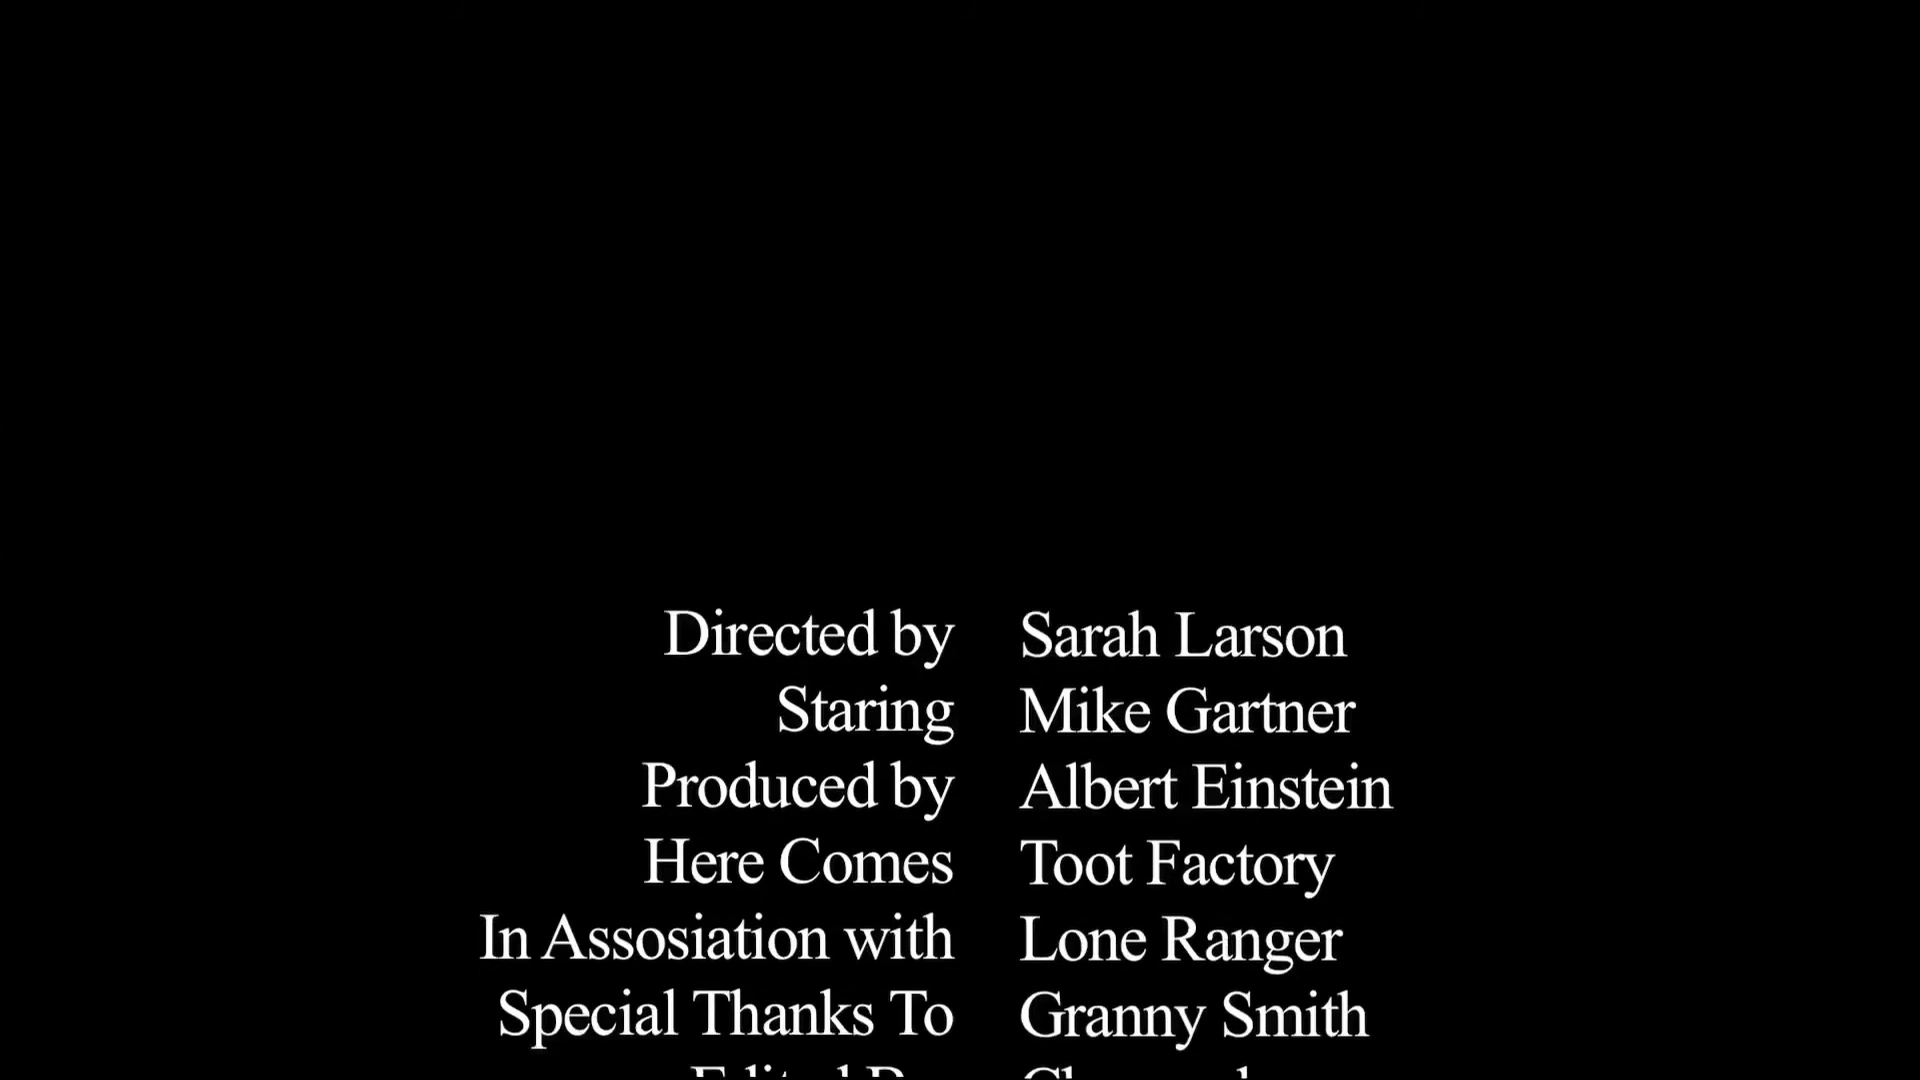 Directed by Sarah Larson
Staring Mike Gartner
Produced by Albert Einstein
Here Comes Toot Factory
In Assosiation with Lone Ranger
Special Thanks To Granny Smith